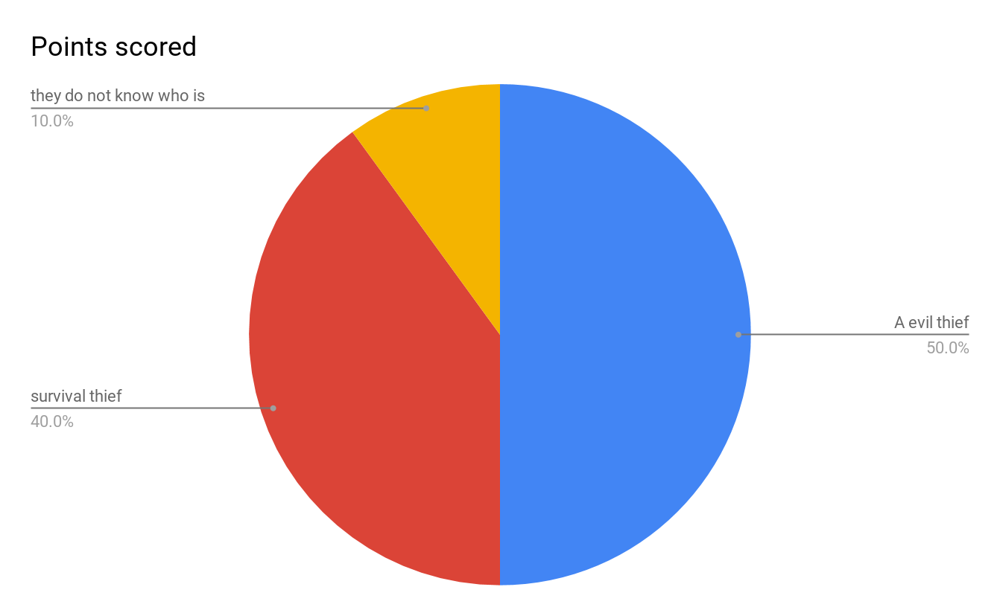 Points scored
they do not know who is
10.0%
A evil thief
50.0%
survival thief
40.0%